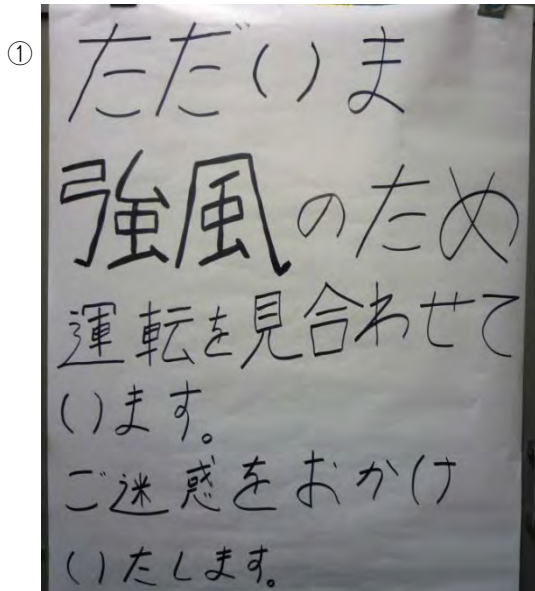 ①
ただいま
強風のため
運転を見合わせて
います。
ご迷惑をおかけ
いたします。